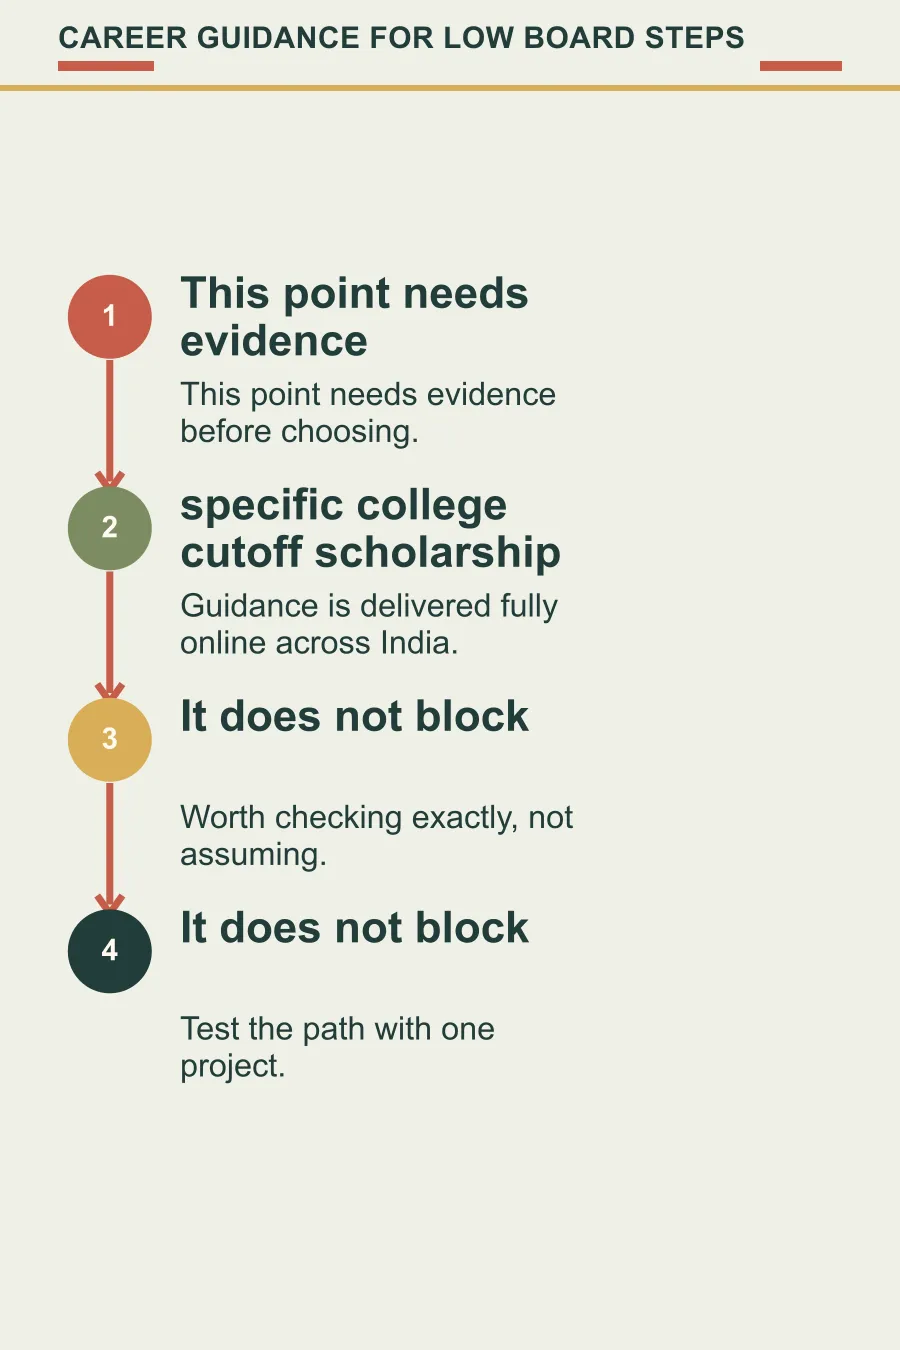 CAREER GUIDANCE FOR LOW BOARD STEPS
1
This point needs
evidence
This point needs evidence
before choosing.
2
specific college
cutoff scholarship
Guidance is delivered fully
online across India.
3
It does not block
Worth checking exactly, not
assuming.
4
It does not block
Test the path with one
project.